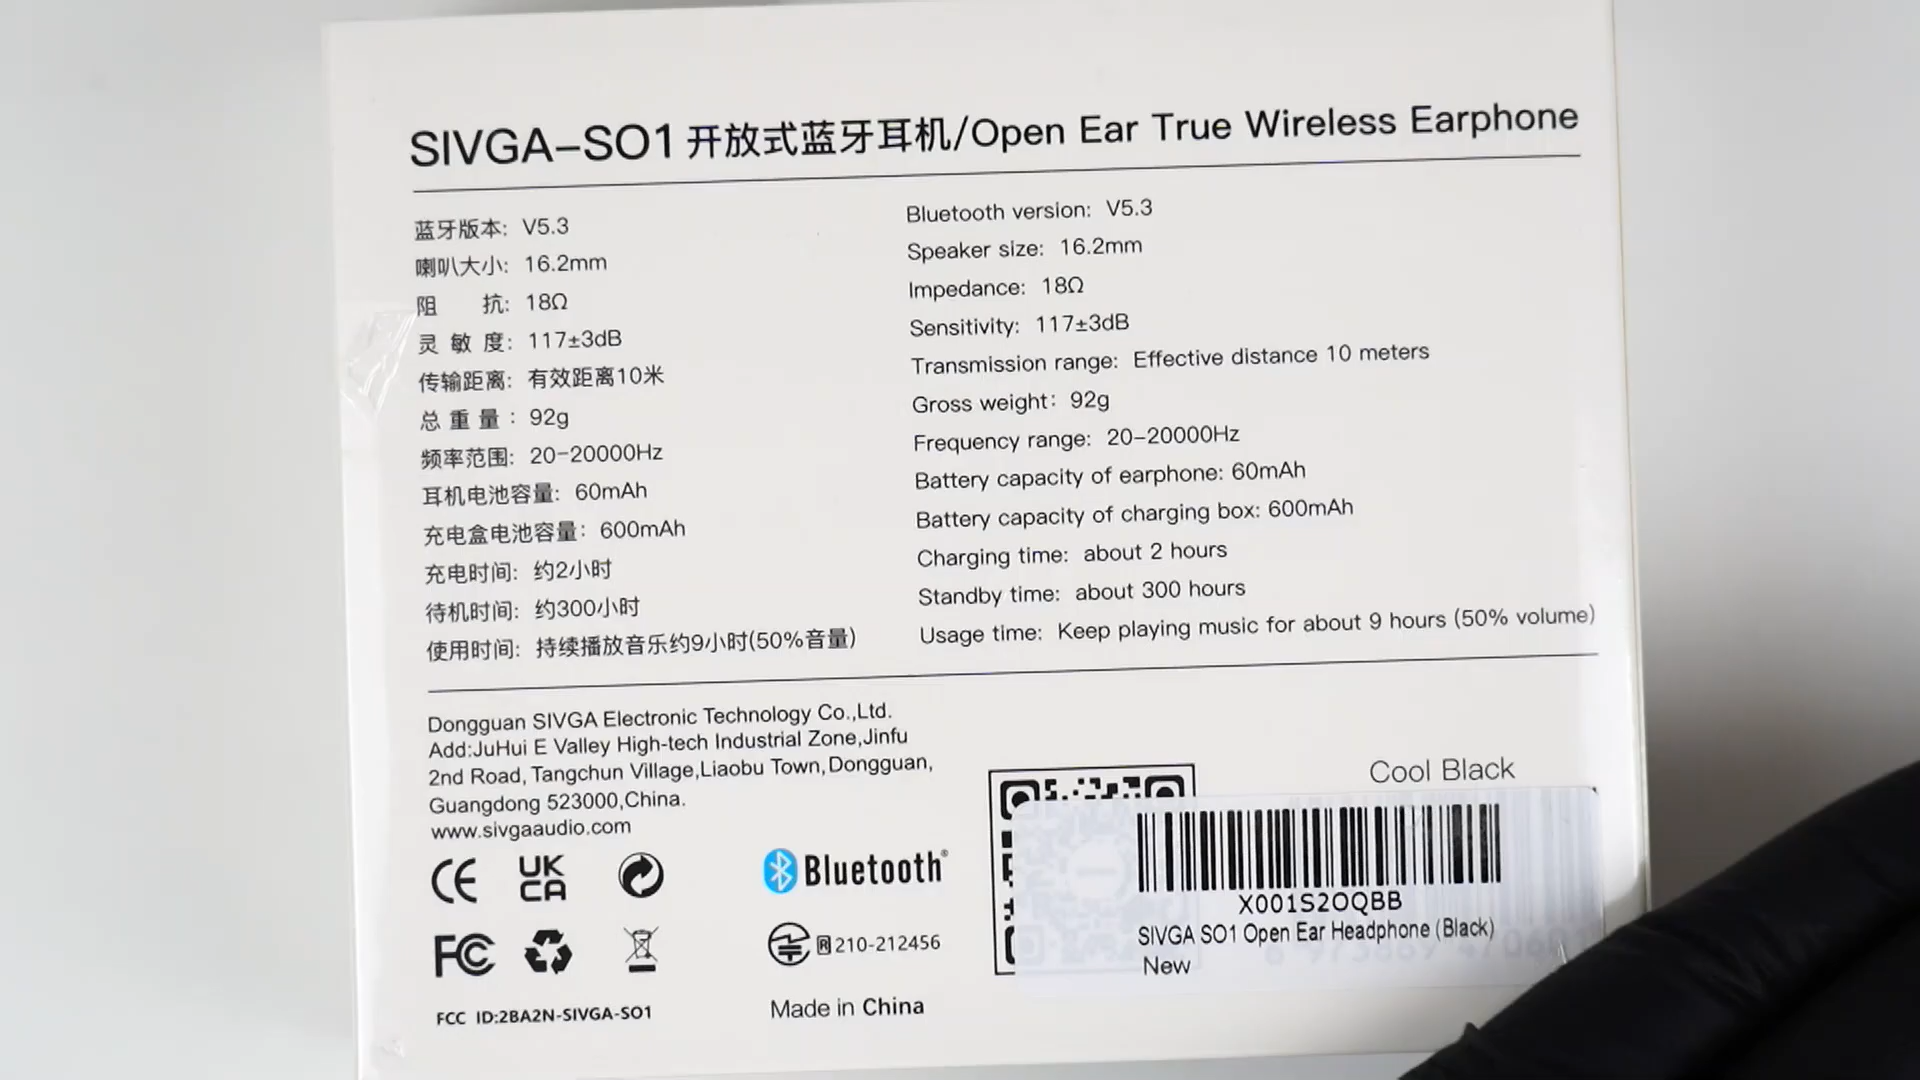 SIVGA-SO1 开放式蓝牙耳机/Open Ear True Wireless Earphone
蓝牙版本: V5.3
喇叭大小: 16.2mm
阻 抗: 18Ω
灵 敏 度: 117±3dB
传输距离: 有效距离10米
总 重 量 : 92g
频率范围: 20-20000Hz
耳机电池容量: 60mAh
充电盒电池容量: 600mAh
充电时间: 约2小时
待机时间: 约300小时
使用时间: 持续播放音乐约9小时(50%音量)
Bluetooth version: V5.3
Speaker size: 16.2mm
Impedance: 18Ω
Sensitivity: 117±3dB
Transmission range: Effective distance 10 meters
Gross weight: 92g
Frequency range: 20-20000Hz
Battery capacity of earphone: 60mAh
Battery capacity of charging box: 600mAh
Charging time: about 2 hours
Standby time: about 300 hours
Usage time: Keep playing music for about 9 hours (50% volume)
Dongguan SIVGA Electronic Technology Co.,Ltd.
Add:JuHui E Valley High-tech Industrial Zone,Jinfu
2nd Road, Tangchun Village,Liaobu Town,Dongguan,
Guangdong 523000,China.
www.sivgaaudio.com
CE UK CA
FC
FCC ID:2BA2N-SIVGA-SO1
Bluetooth®
R 210-212456
Made in China
Cool Black
X001S2OQBB
SIVGA SO1 Open Ear Headphone (Black)
New